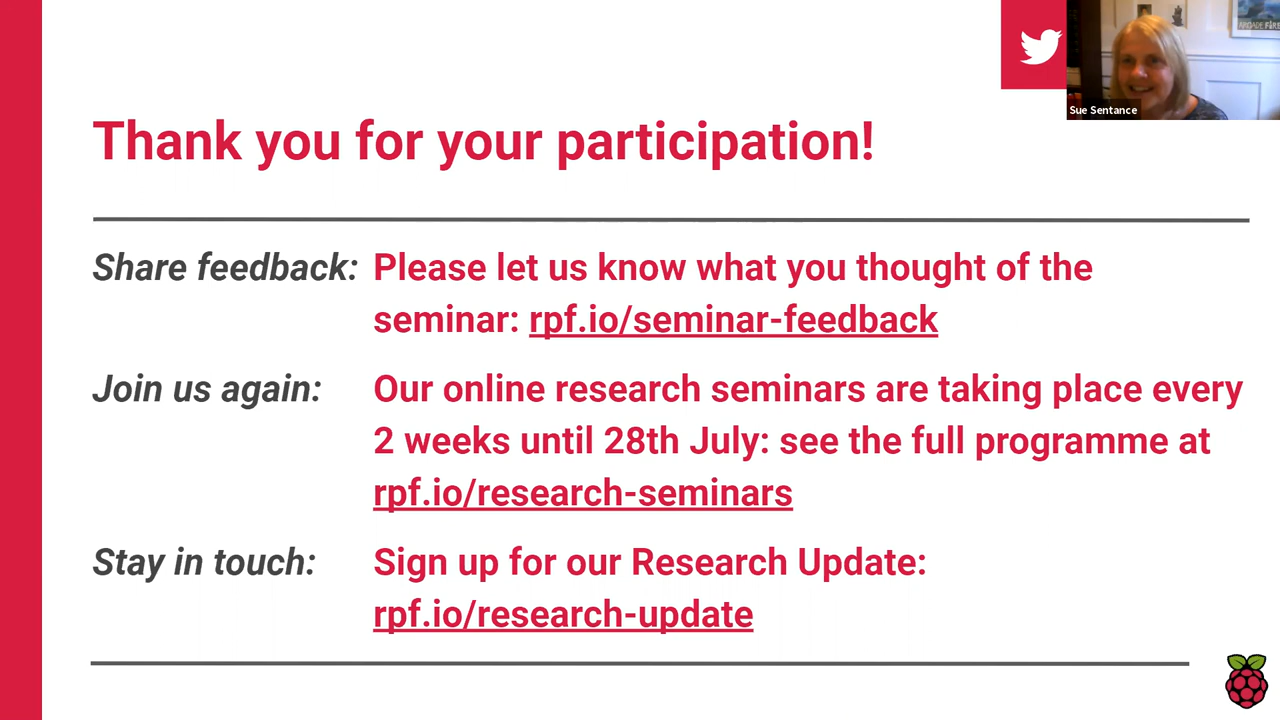 ARCADE FIRE
Sue Sentance
Thank you for your participation!
Share feedback: Please let us know what you thought of the
seminar: rpf.io/seminar-feedback
Join us again: Our online research seminars are taking place every
2 weeks until 28th July: see the full programme at
rpf.io/research-seminars
Stay in touch: Sign up for our Research Update:
rpf.io/research-update